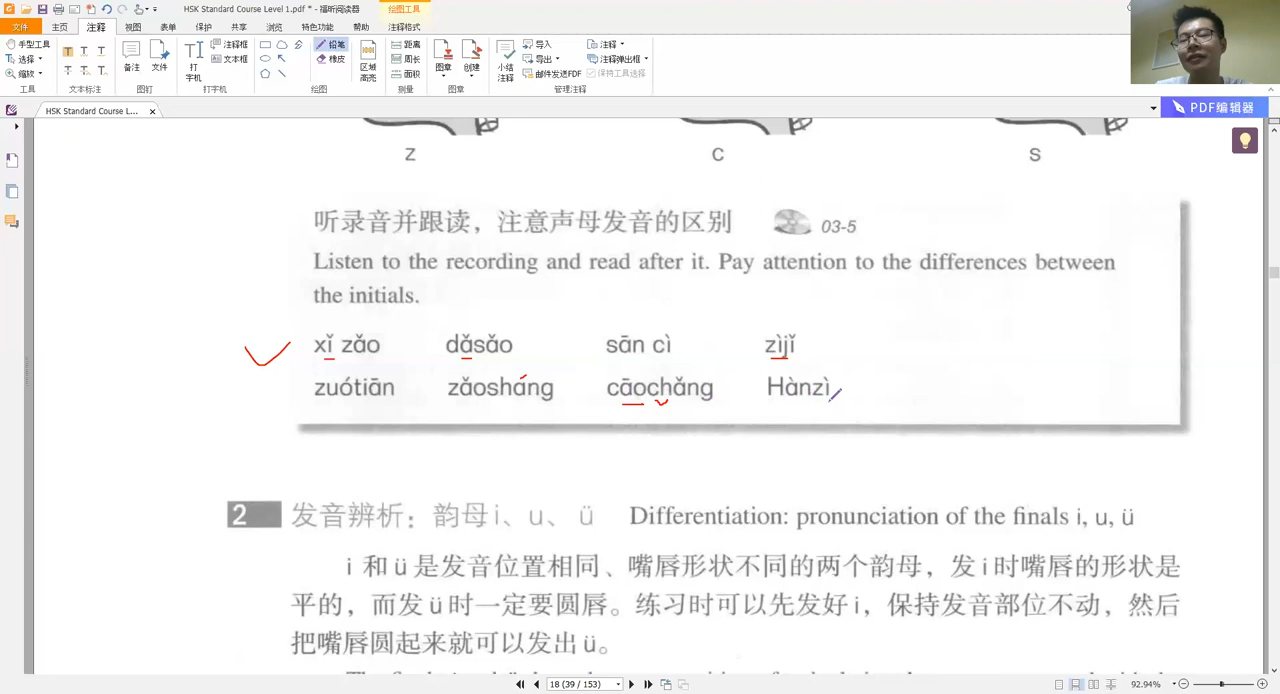 HSK Standard Course Level 1.pdf * - 福昕阅读器
绘图工具
文件 主页 注释 视图 表单 保护 共享 浏览 特色功能 帮助 注释格式
手型工具 注释框 铅笔 距离 导入 注释
选择 文本框 橡皮 周长 导出 注释弹出框
缩放 备注 文件 打字机 区域高亮 面积 图章 创建 小结注释 邮件发送FDF 保持工具选择
工具 文本标注 图钉 打字机 绘图 测量 图章 管理注释
HSK Standard Course L...
PDF编辑器
z c s
听录音并跟读，注意声母发音的区别 03-5
Listen to the recording and read after it. Pay attention to the differences between
the initials.
xǐ zǎo dǎsǎo sān cì zìjǐ
zuótiān zǎoshang cāochǎng Hànzì
2 发音辨析：韵母i、u、ü Differentiation: pronunciation of the finals i, u, ü
i 和ü是发音位置相同、嘴唇形状不同的两个韵母，发i时嘴唇的形状是
平的，而发ü时一定要圆唇。练习时可以先发好i，保持发音部位不动，然后
把嘴唇圆起来就可以发出ü。
18 (39 / 153)
92.94%